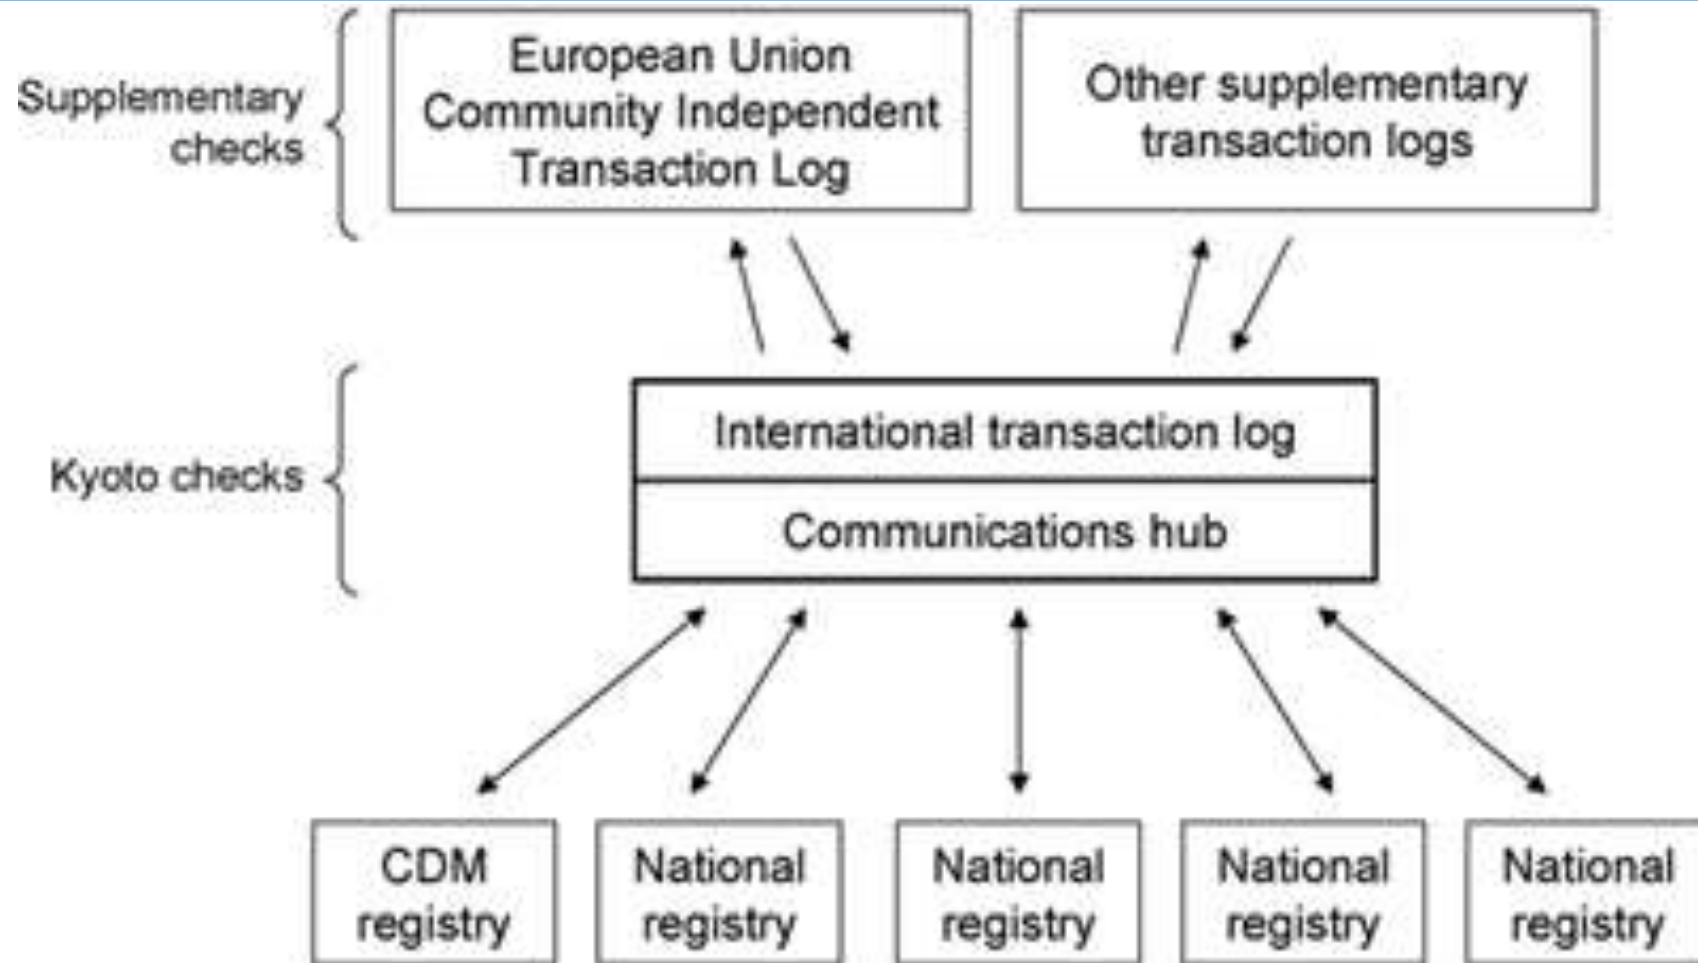 Supplementary
checks
European Union
Community Independent
Transaction Log
Other supplementary
transaction logs
Kyoto checks
International transaction log
Communications hub
CDM
registry
National
registry
National
registry
National
registry
National
registry